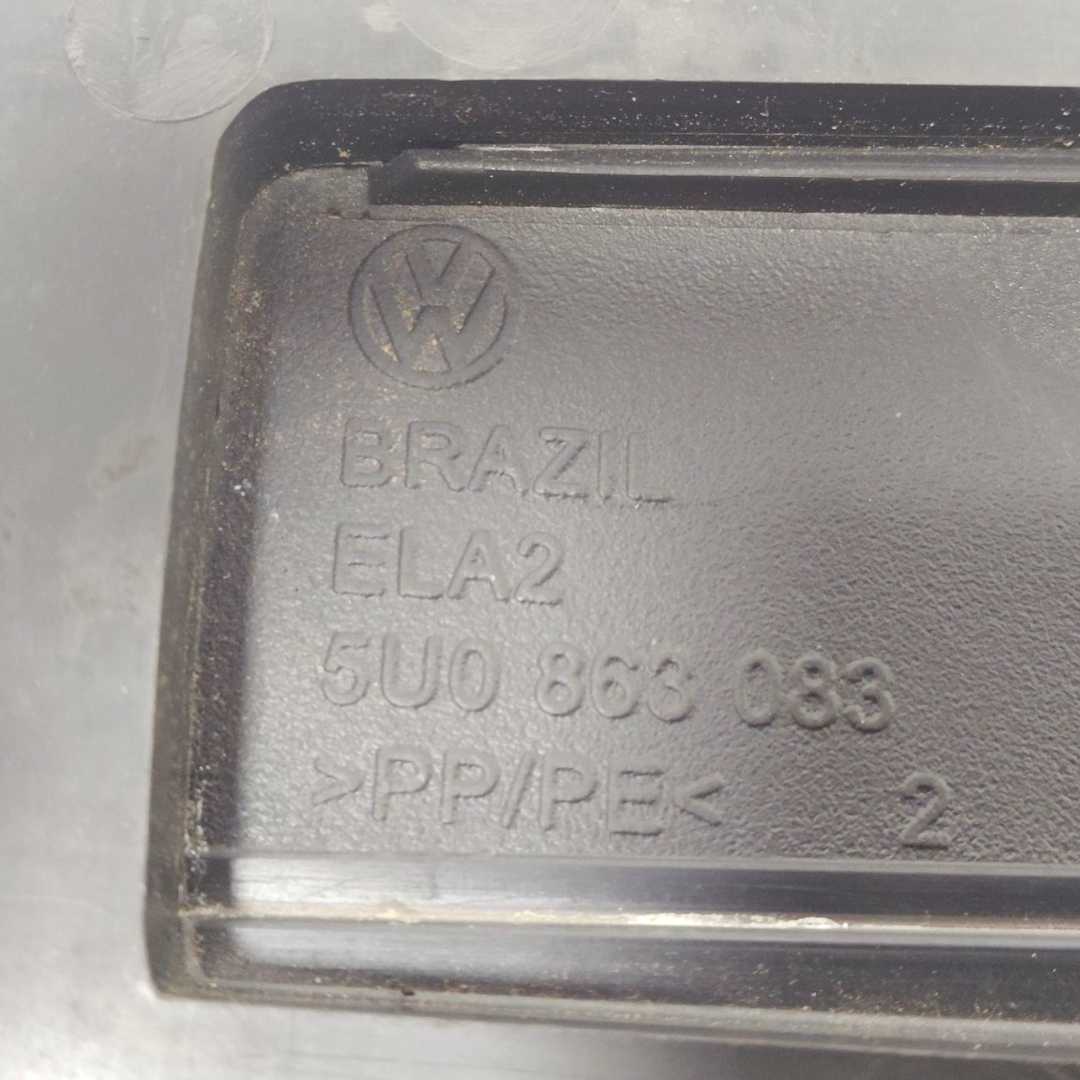 BRAZIL
ELA2
5U0 863 083
>PP/PE< 2